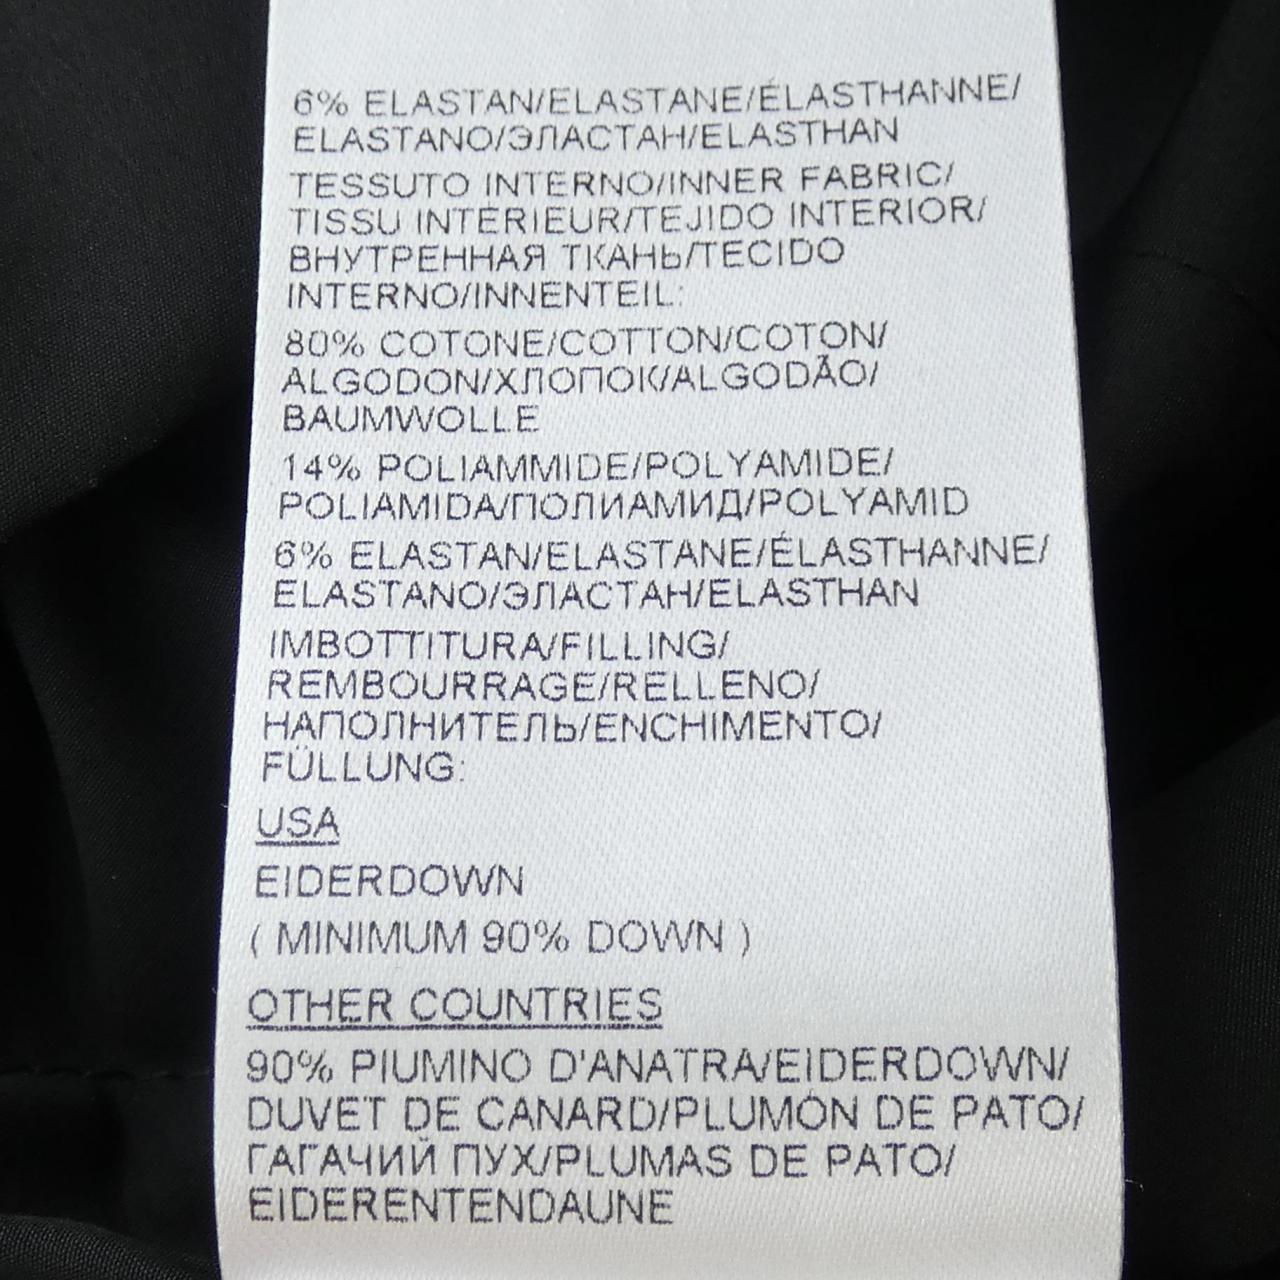 6% ELASTAN/ELASTANE/ÉLASTHANNE/
ELASTANO/ЭЛАСТАН/ELASTHAN
TESSUTO INTERNO/INNER FABRIC/
TISSU INTÉRIEUR/TEJIDO INTERIOR/
ВНУТРЕННАЯ ТКАНЬ/TECIDO
INTERNO/INNENTEIL:
80% COTONE/COTTON/COTON/
ALGODON/ХЛОПОК/ALGODÃO/
BAUMWOLLE
14% POLIAMMIDE/POLYAMIDE/
POLIAMIDA/ПОЛИАМИД/POLYAMID
6% ELASTAN/ELASTANE/ÉLASTHANNE/
ELASTANO/ЭЛАСТАН/ELASTHAN
IMBOTTITURA/FILLING/
REMBOURRAGE/RELLENO/
НАПОЛНИТЕЛЬ/ENCHIMENTO/
FÜLLUNG:
USA
EIDERDOWN
( MINIMUM 90% DOWN )
OTHER COUNTRIES
90% PIUMINO D'ANATRA/EIDERDOWN/
DUVET DE CANARD/PLUMÓN DE PATO/
ГАГАЧИЙ ПУХ/PLUMAS DE PATO/
EIDERENTENDAUNE